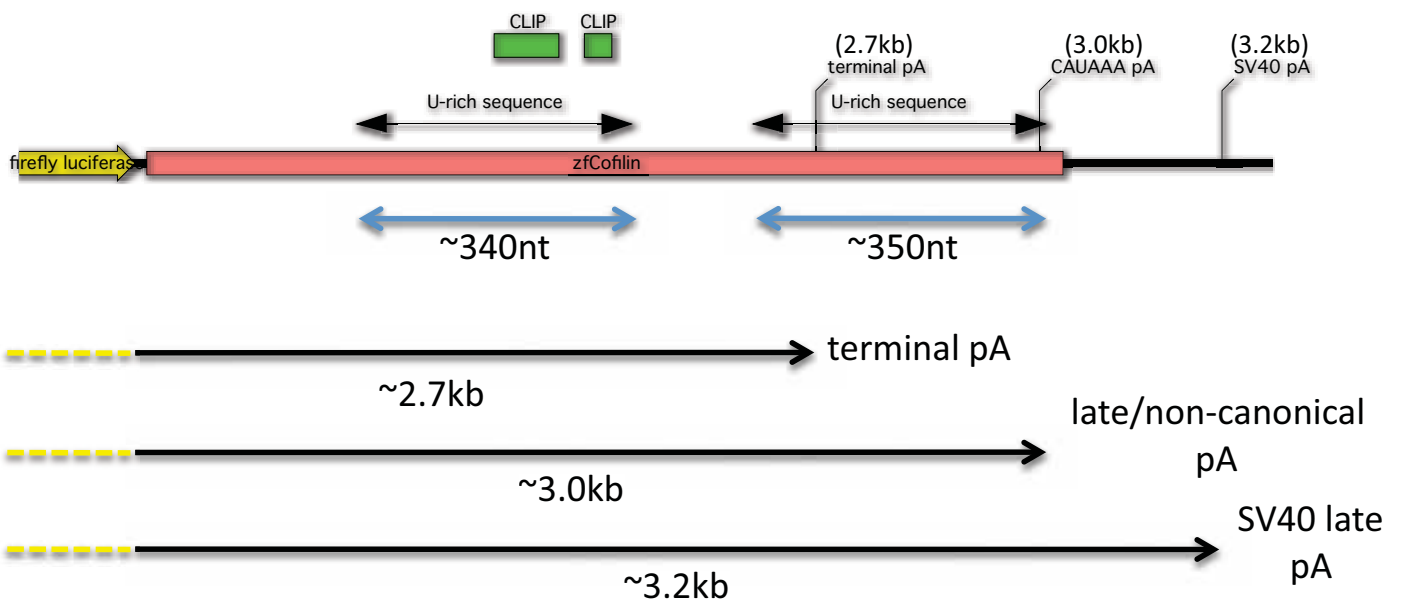 CLIP CLIP
(2.7kb) (3.0kb) (3.2kb)
terminal pA CAUAAA pA SV40 pA
U-rich sequence U-rich sequence
firefly luciferase zfCofilin
~340nt ~350nt
terminal pA
~2.7kb
late/non-canonical
pA
~3.0kb
SV40 late
pA
~3.2kb